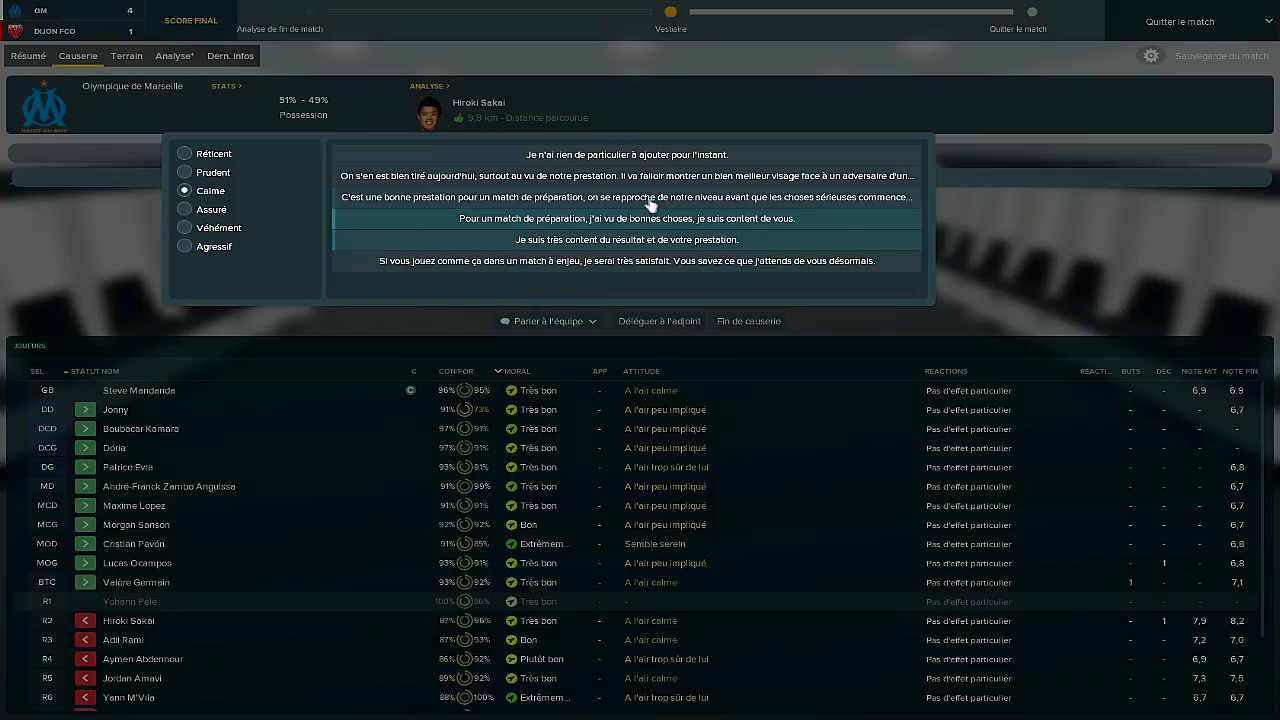 OM 4
DIJON FCO 1
SCORE FINAL
Analyse de fin de match
Vestiaire
Quitter le match
Quitter le match
Résumé Causerie Terrain Analyse* Dern. infos
Sauvegarde du match
Olympique de Marseille STATS > ANALYSE >
51% - 49%
Possession
Hiroki Sakai
9,9 km - Distance parcourue
Réticent
Prudent
Calme
Assuré
Véhément
Agressif
Je n'ai rien de particulier à ajouter pour l'instant.
On s'en est bien tiré aujourd'hui, surtout au vu de notre prestation. Il va falloir montrer un bien meilleur visage face à un adversaire d'un...
C'est une bonne prestation pour un match de préparation, on se rapproche de notre niveau avant que les choses sérieuses commence...
Pour un match de préparation, j'ai vu de bonnes choses, je suis content de vous.
Je suis très content du résultat et de votre prestation.
Si vous jouez comme ça dans un match à enjeu, je serai très satisfait. Vous savez ce que j'attends de vous désormais.
Parler à l'équipe Déléguer à l'adjoint Fin de causerie
JOUEURS
SEL STATUT NOM C CON/FOR MORAL APP ATTITUDE RÉACTIONS RÉACTI... BUTS DÉC NOTE M/T NOTE FIN
GB Steve Mandanda C 96% 95% Très bon - A l'air calme Pas d'effet particulier - - 6,9 6,9
DD > Jonny 91% 73% Très bon - A l'air peu impliqué Pas d'effet particulier - - 6,7
DCD > Boubacar Kamara 97% 91% Très bon - A l'air peu impliqué Pas d'effet particulier - - -
DCG > Dória 97% 91% Très bon - A l'air peu impliqué Pas d'effet particulier - - -
DG > Patrice Evra 93% 91% Très bon - A l'air trop sûr de lui Pas d'effet particulier - - 6,8
MD > André-Franck Zambo Anguissa 91% 99% Très bon - A l'air peu impliqué Pas d'effet particulier - - 6,7
MCD > Maxime Lopez 91% 91% Très bon - A l'air peu impliqué Pas d'effet particulier - - 6,7
MCG > Morgan Sanson 92% 92% Bon - A l'air peu impliqué Pas d'effet particulier - - 6,7
MOD > Cristian Pavón 91% 85% Extrêmem... - Semble serein Pas d'effet particulier - - 6,8
MOG > Lucas Ocampos 93% 91% Très bon - A l'air peu impliqué Pas d'effet particulier - 1 6,8
BTC > Valère Germain 93% 92% Très bon - A l'air calme Pas d'effet particulier 1 - 7,1
R1 Yohann Pelé 100% 86% Très bon - - Pas d'effet particulier - - -
R2 < Hiroki Sakai 87% 96% Très bon - A l'air calme Pas d'effet particulier - 1 7,9 8,2
R3 < Adil Rami 87% 93% Bon - A l'air calme Pas d'effet particulier - - 7,2 7,0
R4 < Aymen Abdennour 86% 92% Plutôt bon - A l'air trop sûr de lui Pas d'effet particulier - - 6,9 6,7
R5 < Jordan Amavi 89% 92% Très bon - A l'air calme Pas d'effet particulier - - 7,3 7,5
R6 < Yann M'Vila 88% 100% Extrêmem... - A l'air trop sûr de lui Pas d'effet particulier - - 6,7 6,7